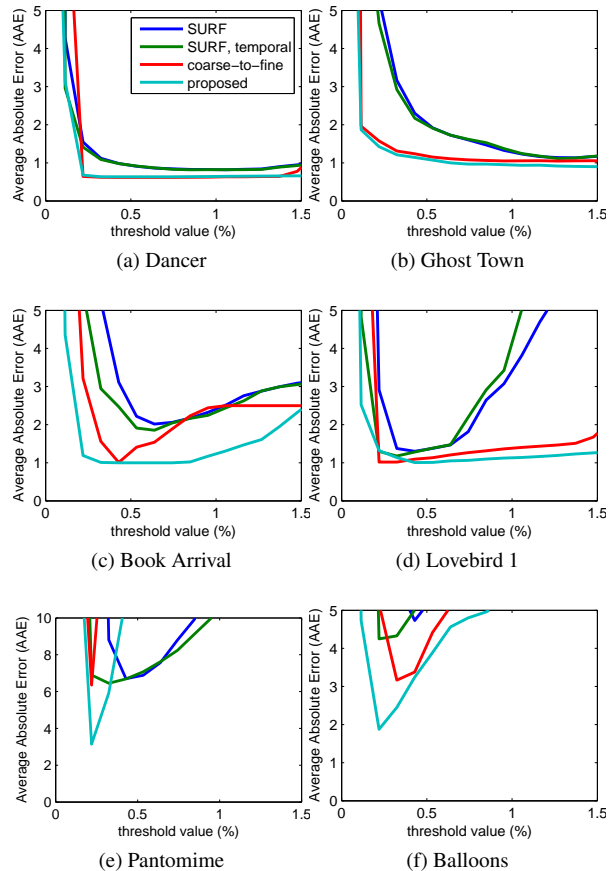 SURF
SURF, temporal
coarse-to-fine
proposed
Average Absolute Error (AAE)
5
4
3
2
1
0
0 0.5 1 1.5
threshold value (%)
(a) Dancer
Average Absolute Error (AAE)
5
4
3
2
1
0
0 0.5 1 1.5
threshold value (%)
(b) Ghost Town
Average Absolute Error (AAE)
5
4
3
2
1
0
0 0.5 1 1.5
threshold value (%)
(c) Book Arrival
Average Absolute Error (AAE)
5
4
3
2
1
0
0 0.5 1 1.5
threshold value (%)
(d) Lovebird 1
Average Absolute Error (AAE)
10
8
6
4
2
0
0 0.5 1 1.5
threshold value (%)
(e) Pantomime
Average Absolute Error (AAE)
5
4
3
2
1
0
0 0.5 1 1.5
threshold value (%)
(f) Balloons